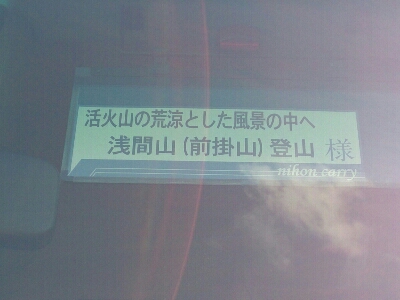 活火山の荒涼とした風景の中へ
浅間山(前掛山)登山 様
nihon carry